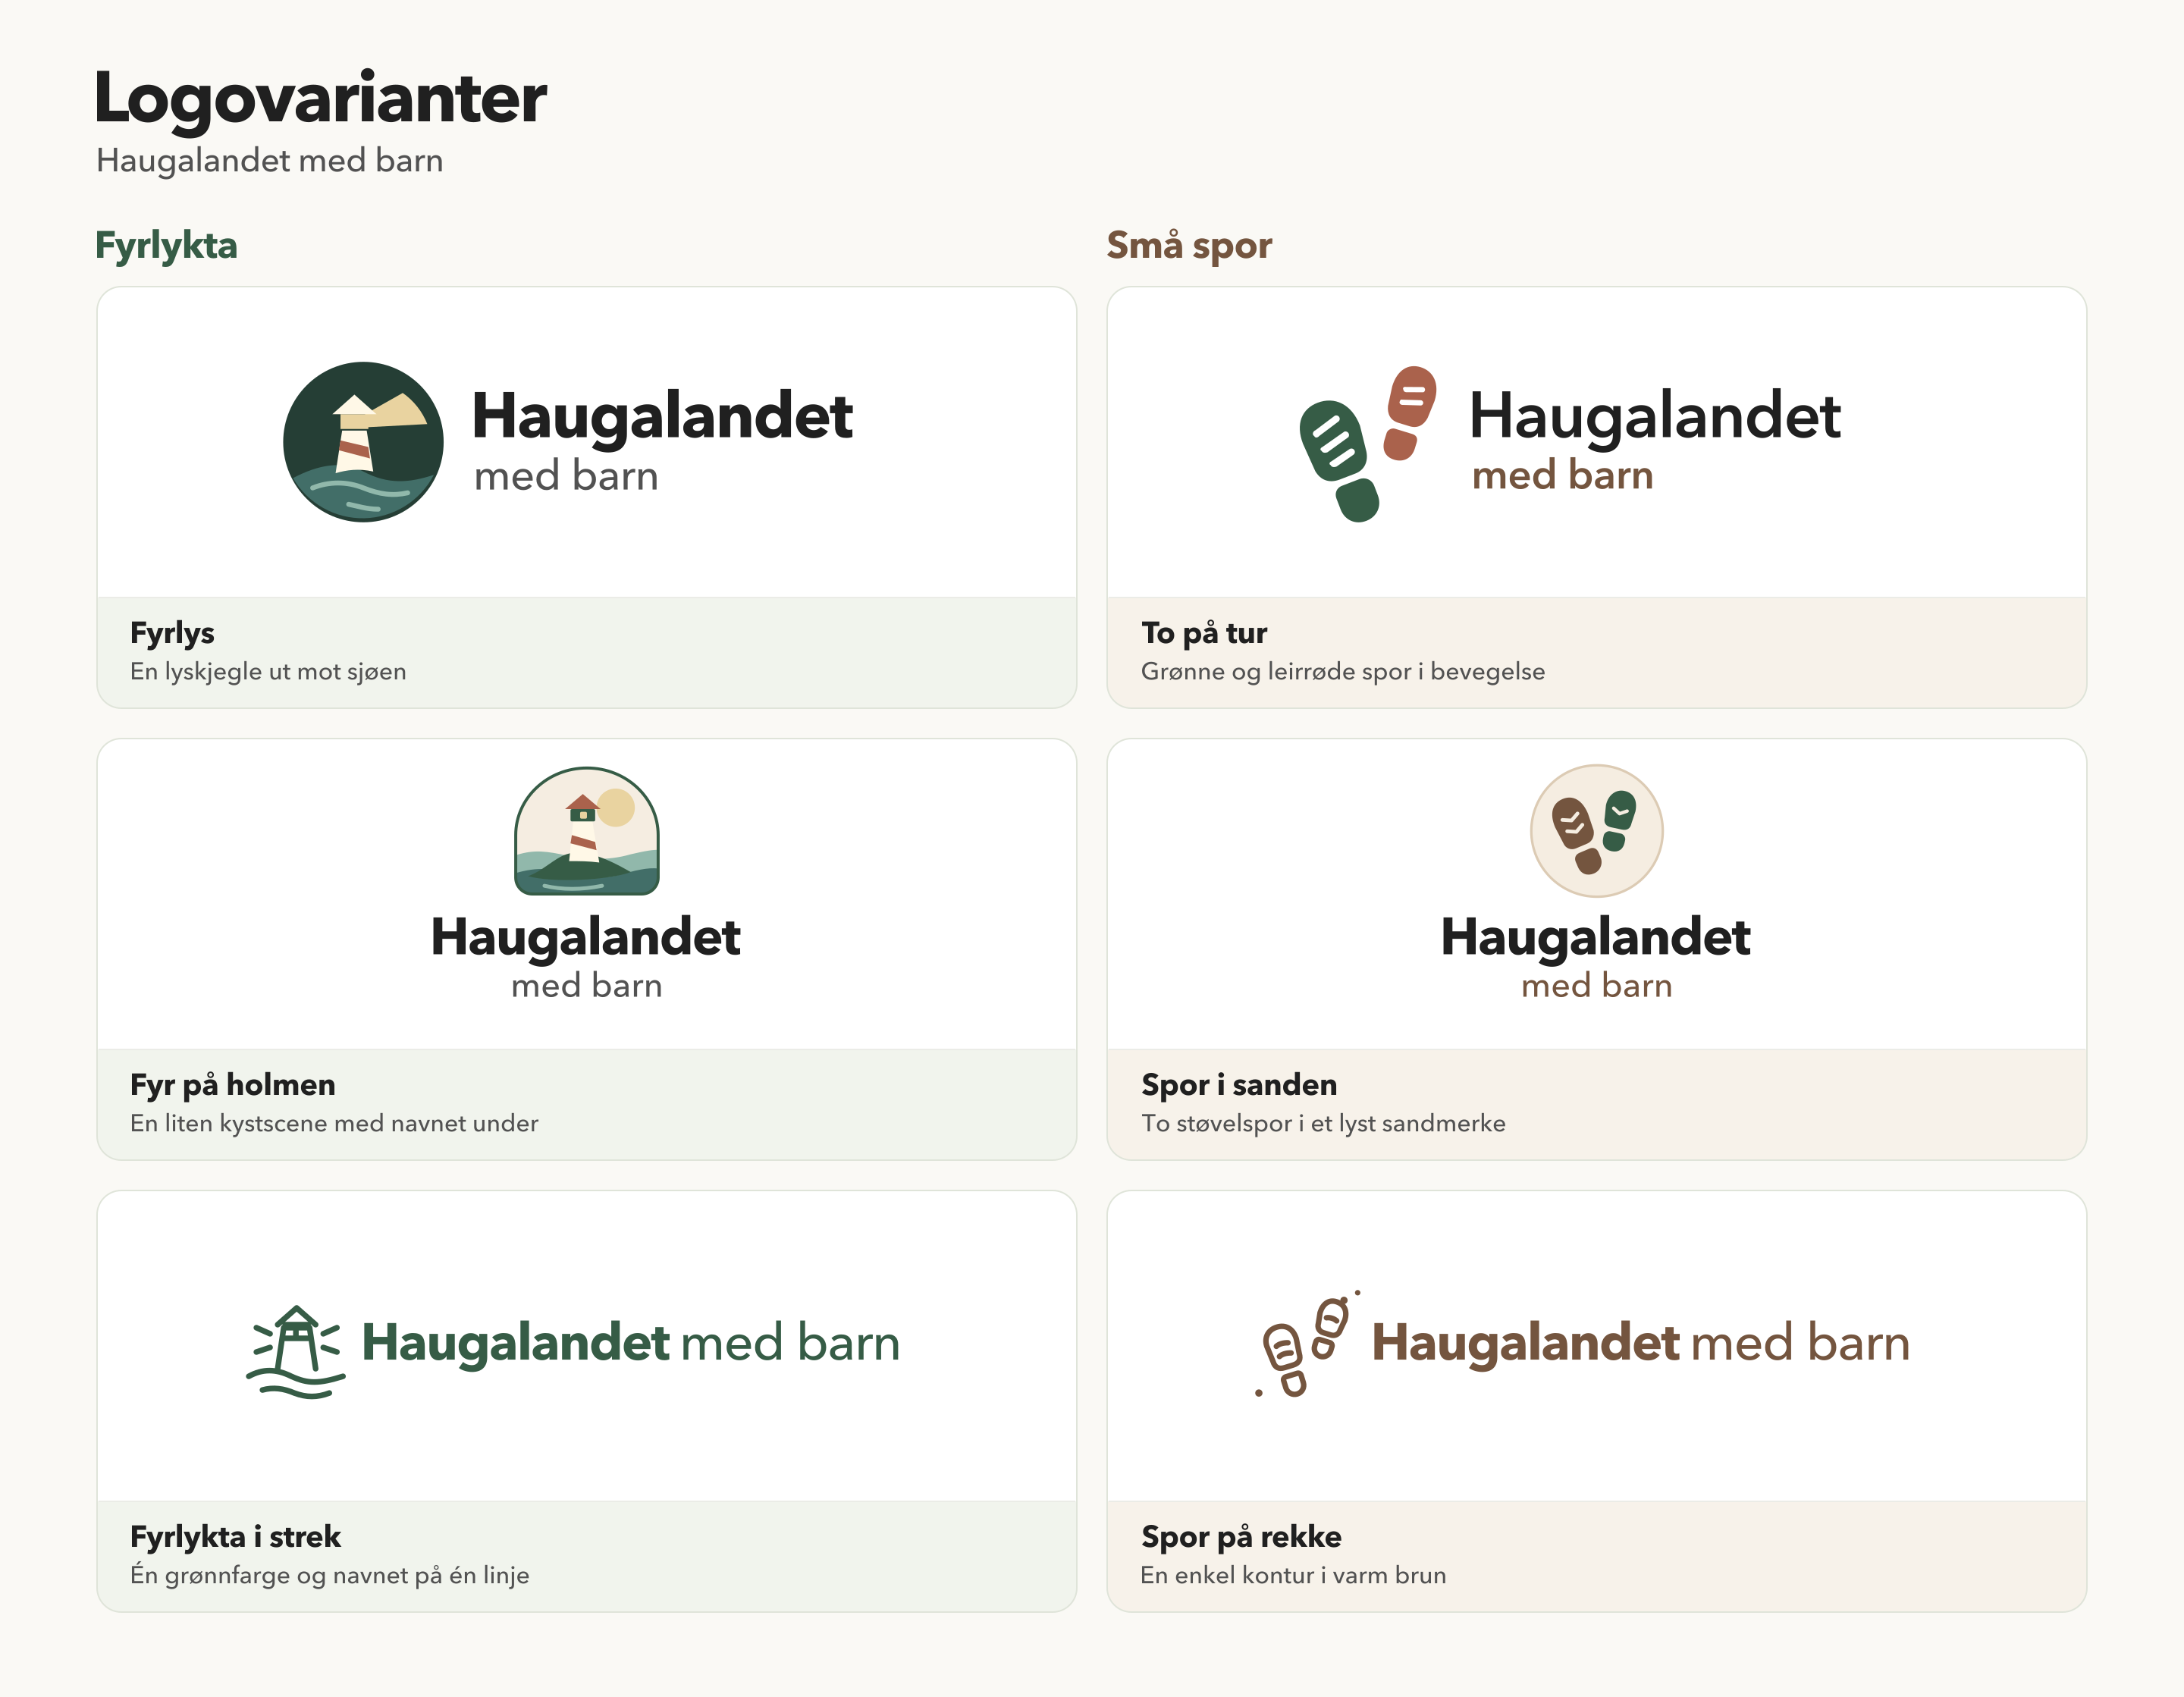 Logovarianter
Haugalandet med barn
Fyrlykta
Haugalandet
med barn
Fyrlys
En lyskjegle ut mot sjøen
Haugalandet
med barn
Fyr på holmen
En liten kystscene med navnet under
Haugalandet med barn
Fyrlykta i strek
Én grønnfarge og navnet på én linje
Små spor
Haugalandet
med barn
To på tur
Grønne og leirrøde spor i bevegelse
Haugalandet
med barn
Spor i sanden
To støvelspor i et lyst sandmerke
Haugalandet med barn
Spor på rekke
En enkel kontur i varm brun